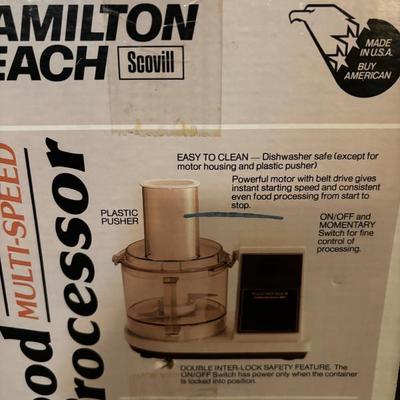 AMILTON
EACH Scovill
MADE
IN U.S.A.
BUY
AMERICAN
MULTI-SPEED
ood
rocessor
EASY TO CLEAN — Dishwasher safe (except for
motor housing and plastic pusher)
Powerful motor with belt drive gives
instant starting speed and consistent
even food processing from start to
stop.
PLASTIC
PUSHER
ON/OFF and
MOMENTARY
Switch for fine
control of
processing.
DOUBLE INTER-LOCK SAFETY FEATURE. The
ON/OFF Switch has power only when the container
is locked into position.